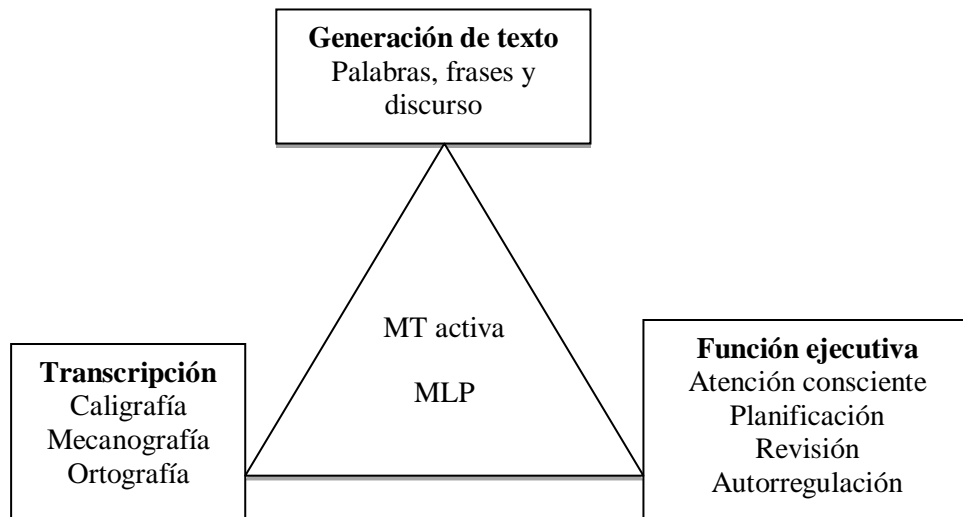 Generación de texto
Palabras, frases y
discurso
MT activa
MLP
Transcripción
Caligrafía
Mecanografía
Ortografía
Función ejecutiva
Atención consciente
Planificación
Revisión
Autorregulación